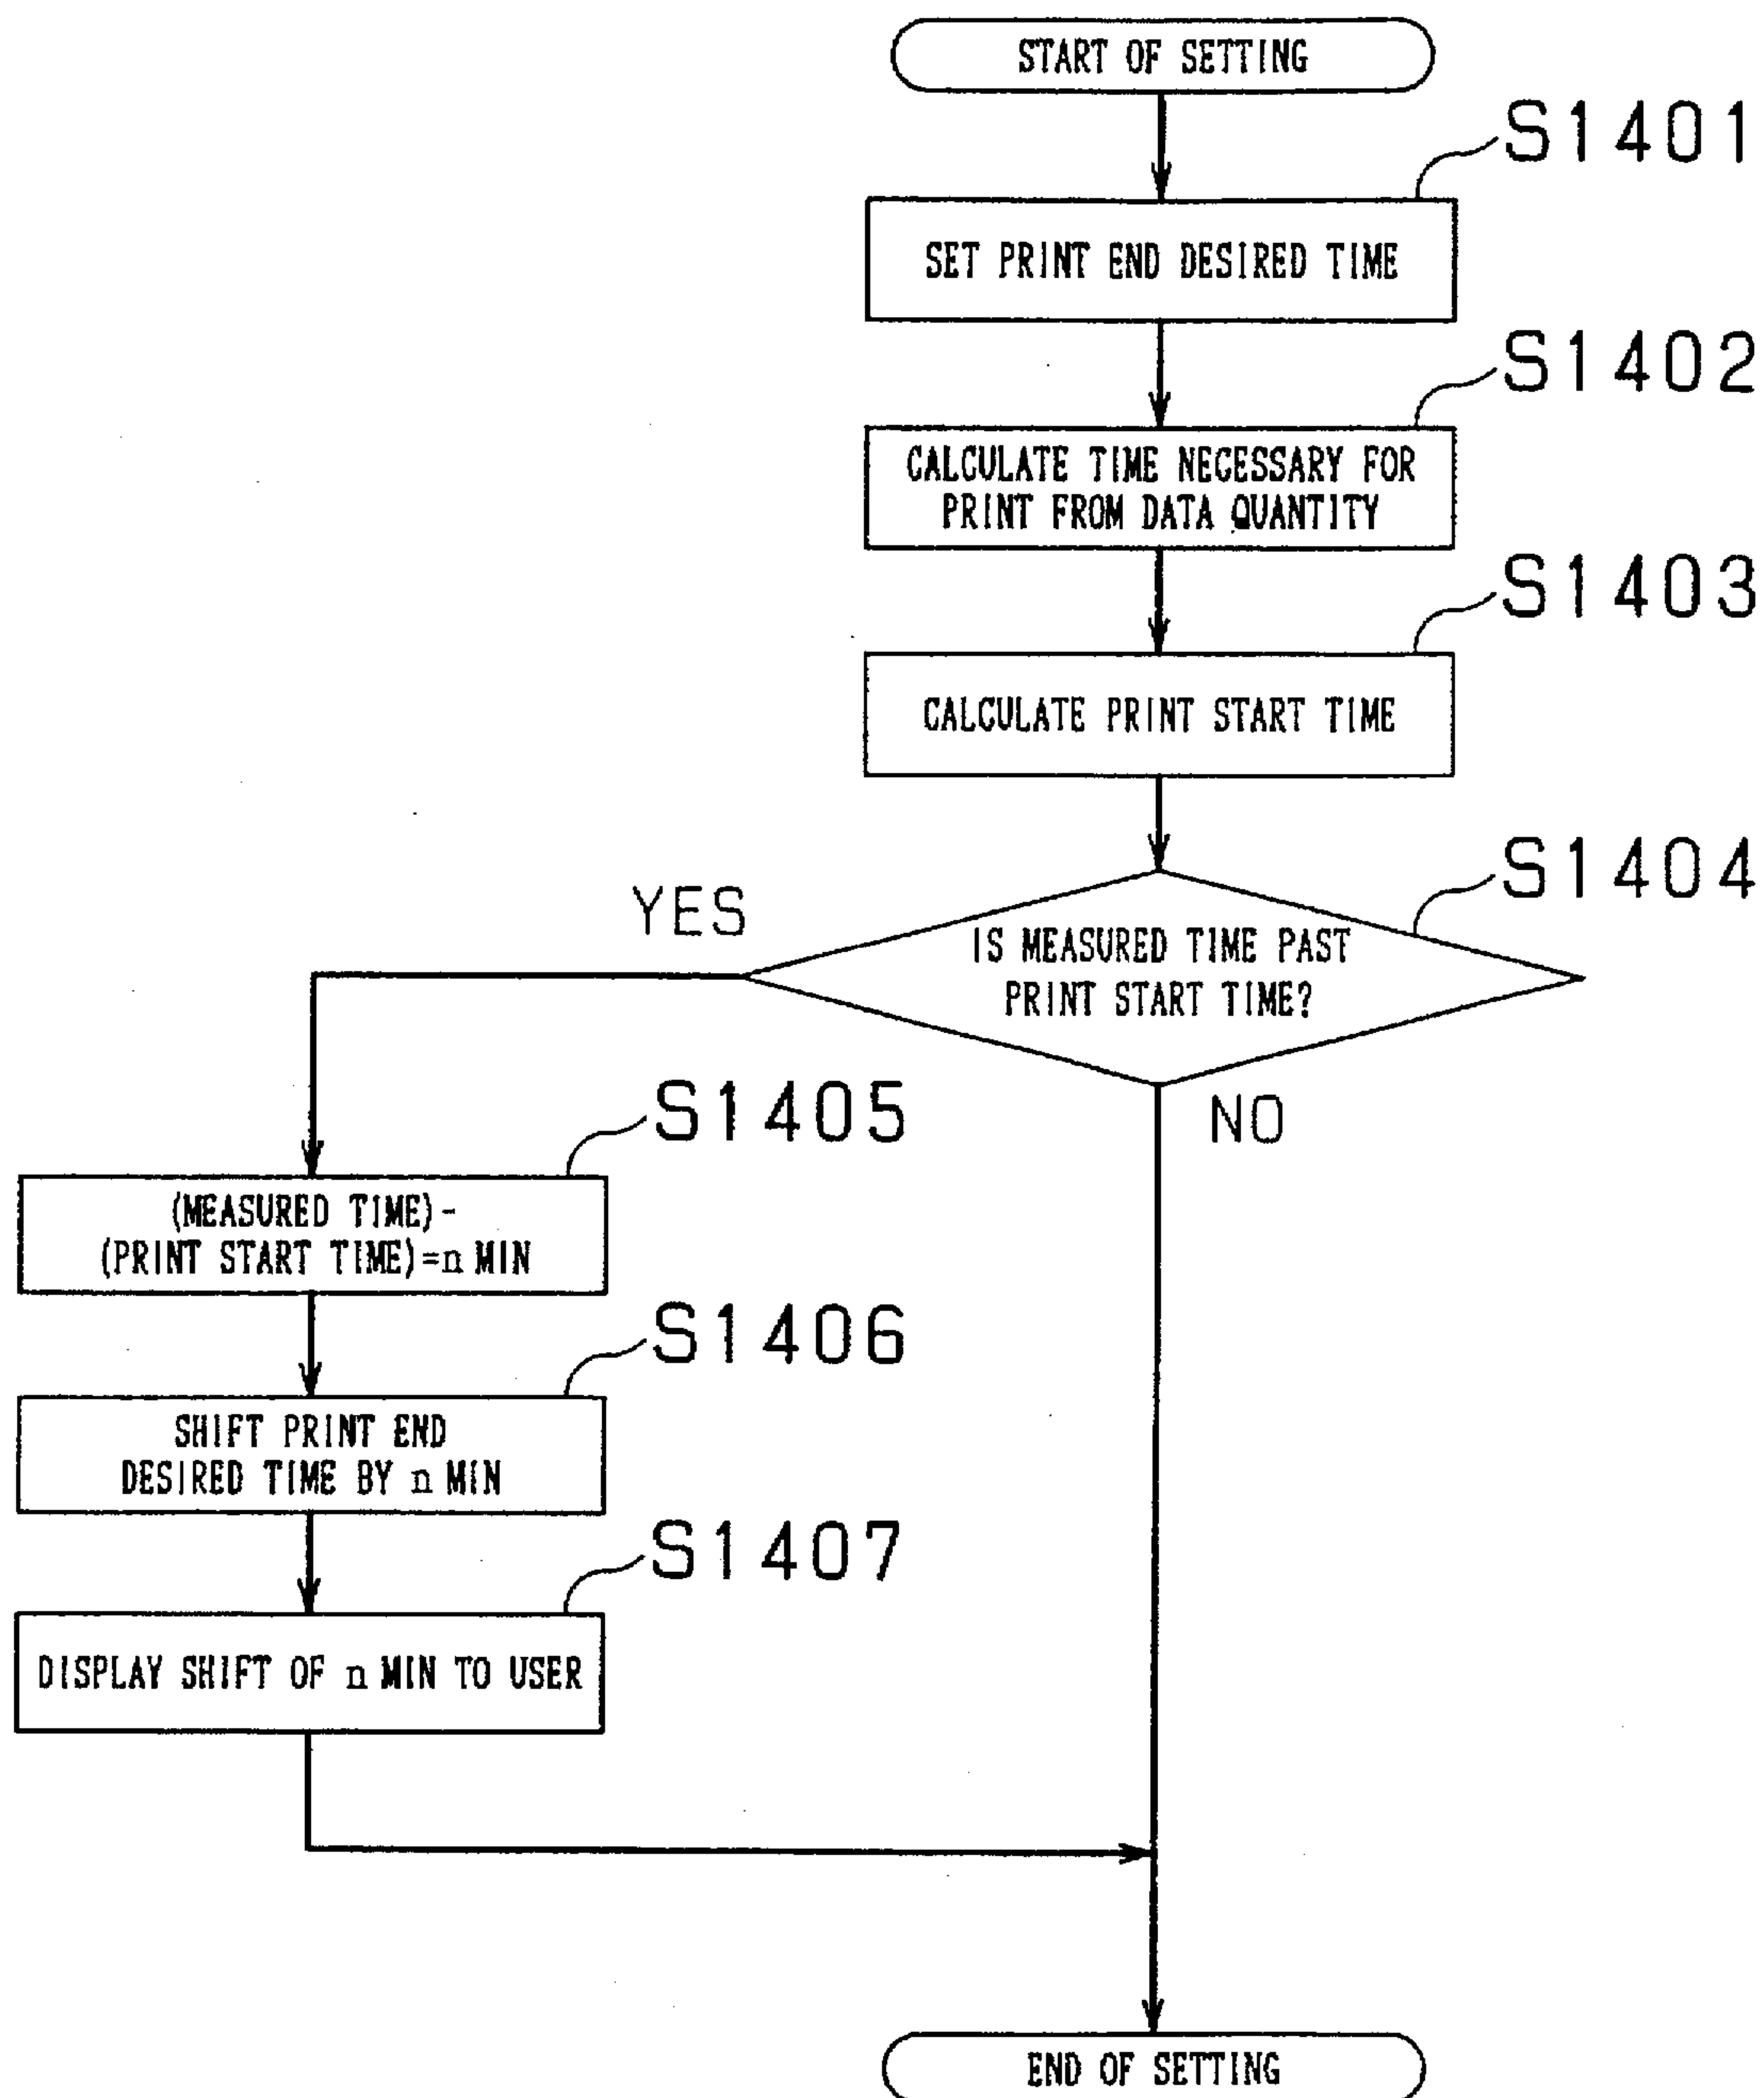 START OF SETTING
S1401
SET PRINT END DESIRED TIME
S1402
CALCULATE TIME NECESSARY FOR
PRINT FROM DATA QUANTITY
S1403
CALCULATE PRINT START TIME
S1404
IS MEASURED TIME PAST
PRINT START TIME?
YES
NO
S1405
(MEASURED TIME)-
(PRINT START TIME)=n MIN
S1406
SHIFT PRINT END
DESIRED TIME BY n MIN
S1407
DISPLAY SHIFT OF n MIN TO USER
END OF SETTING